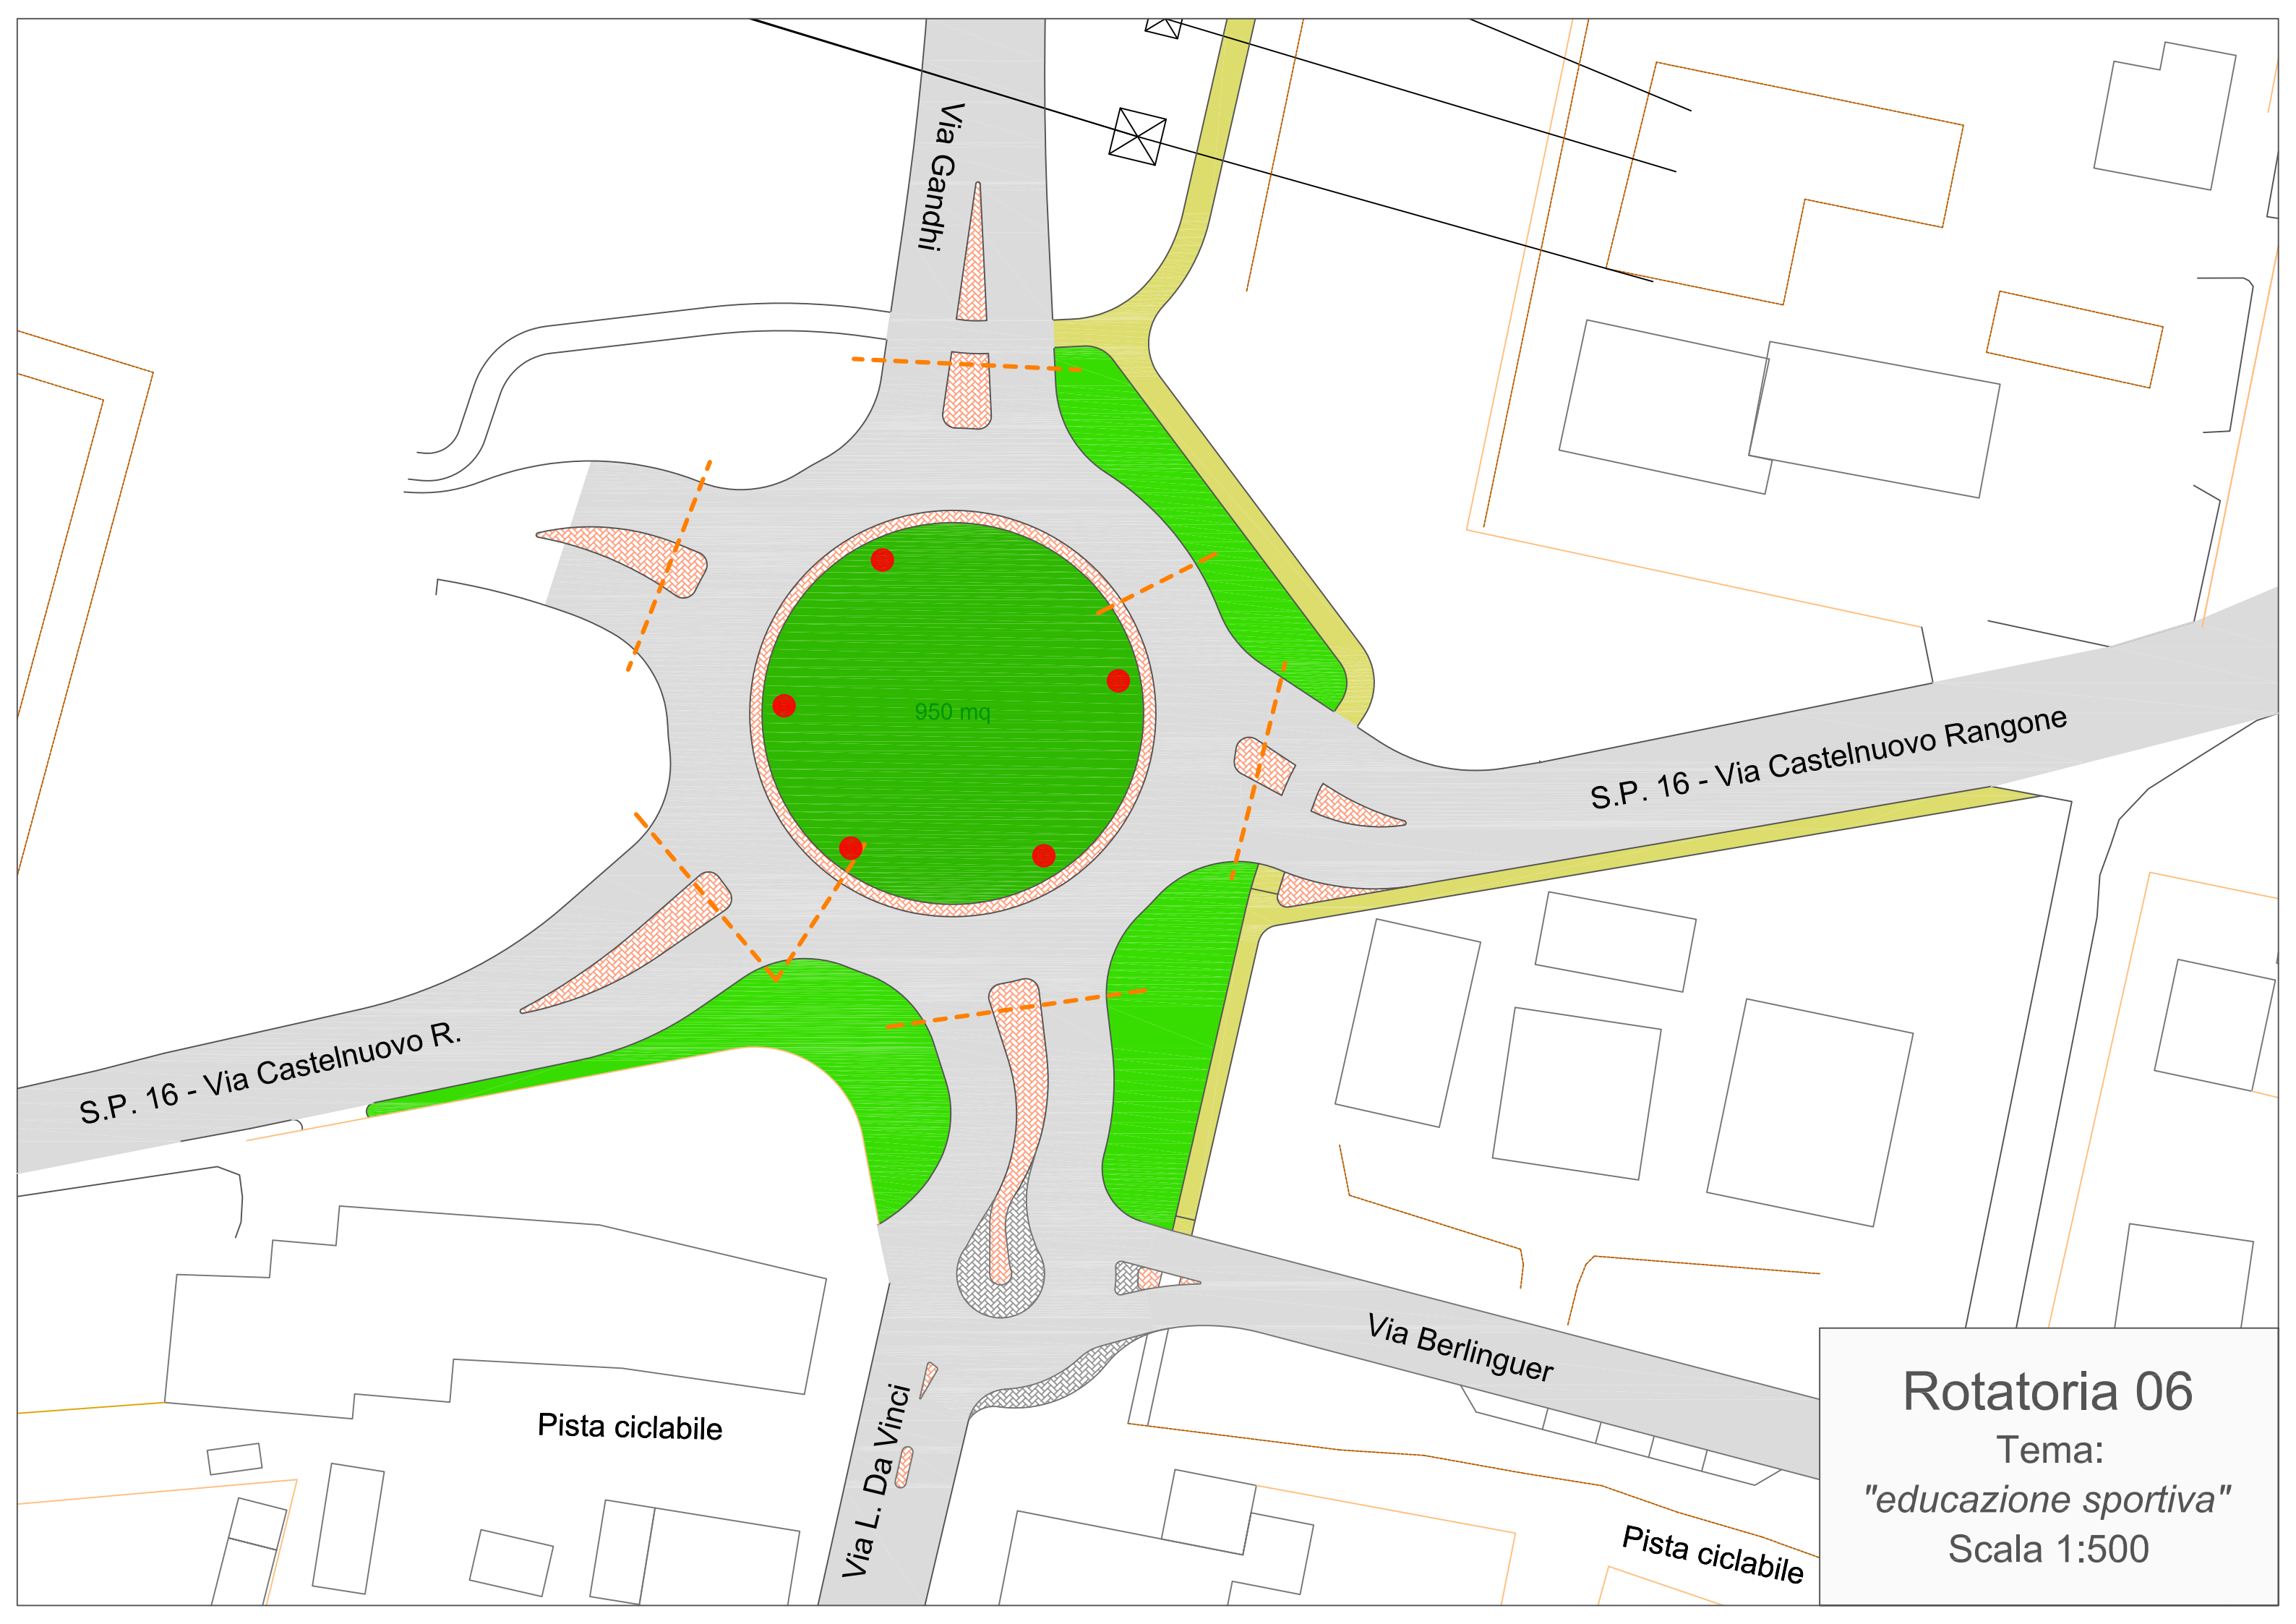 Via Gandhi
950 mq
S.P. 16 - Via Castelnuovo Rangone
S.P. 16 - Via Castelnuovo R.
Via Berlinguer
Pista ciclabile
Via L. Da Vinci
Pista ciclabile
Rotatoria 06
Tema:
"educazione sportiva"
Scala 1:500